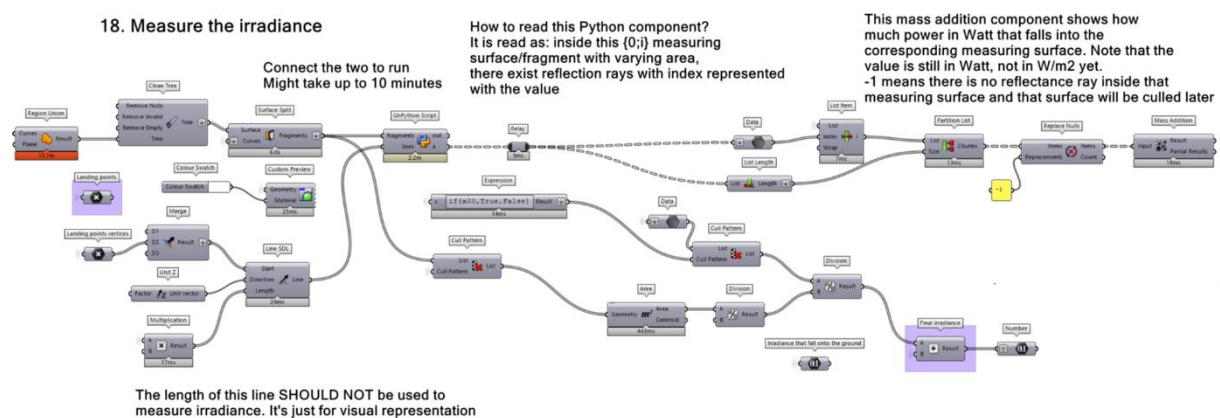 18. Measure the irradiance
How to read this Python component?
It is read as: inside this {0;i} measuring
surface/fragment with varying area,
there exist reflection rays with index represented
with the value
This mass addition component shows how
much power in Watt that falls into the
corresponding measuring surface. Note that the
value is still in Watt, not in W/m2 yet.
-1 means there is no reflectance ray inside that
measuring surface and that surface will be culled later
Connect the two to run
Might take up to 10 minutes
Region Union
Curves
Plane
Result
13.7m
Clean Tree
Remove Nulls
Remove Invalid
Remove Empty
Tree
Tree
Surface Split
Surface
Curves
Fragments
6.0s
GhPython Script
fragments
lines
out
a
2.2m
Relay
5ms
Data
List Item
List
Index
Wrap
i
7ms
List Length
List
Length
Partition List
List
Size
Chunks
13ms
Replace Nulls
Items
Replacements
Items
Count
-1
Mass Addition
Input
Result
Partial Results
18ms
Landing points
Colour Swatch
Colour Swatch
Custom Preview
Geometry
Material
25ms
Expression
x
Result
14ms
Data
Cull Pattern
List
Cull Pattern
List
Landing points vertices
Merge
D1
D2
D3
Result
Unit Z
Factor
Unit vector
Line SDL
Start
Direction
Length
Line
24ms
Multiplication
A
B
Result
17ms
Cull Pattern
List
Cull Pattern
List
Area
Geometry
m²
Area
Centroid
443ms
Division
A
B
Result
Division
A
B
Result
Irradiance that fall onto the ground
Final irradiance
A
B
Result
Number
The length of this line SHOULD NOT be used to
measure irradiance. It's just for visual representation